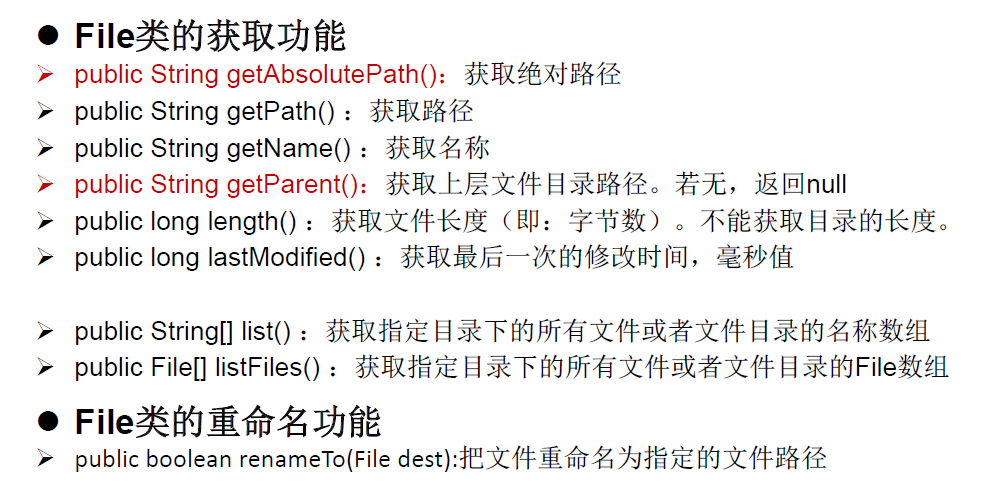 ● File类的获取功能
➢ public String getAbsolutePath()：获取绝对路径
➢ public String getPath() ：获取路径
➢ public String getName() ：获取名称
➢ public String getParent()：获取上层文件目录路径。若无，返回null
➢ public long length() ：获取文件长度（即：字节数）。不能获取目录的长度。
➢ public long lastModified() ：获取最后一次的修改时间，毫秒值
➢ public String[] list() ：获取指定目录下的所有文件或者文件目录的名称数组
➢ public File[] listFiles() ：获取指定目录下的所有文件或者文件目录的File数组
● File类的重命名功能
➢ public boolean renameTo(File dest):把文件重命名为指定的文件路径